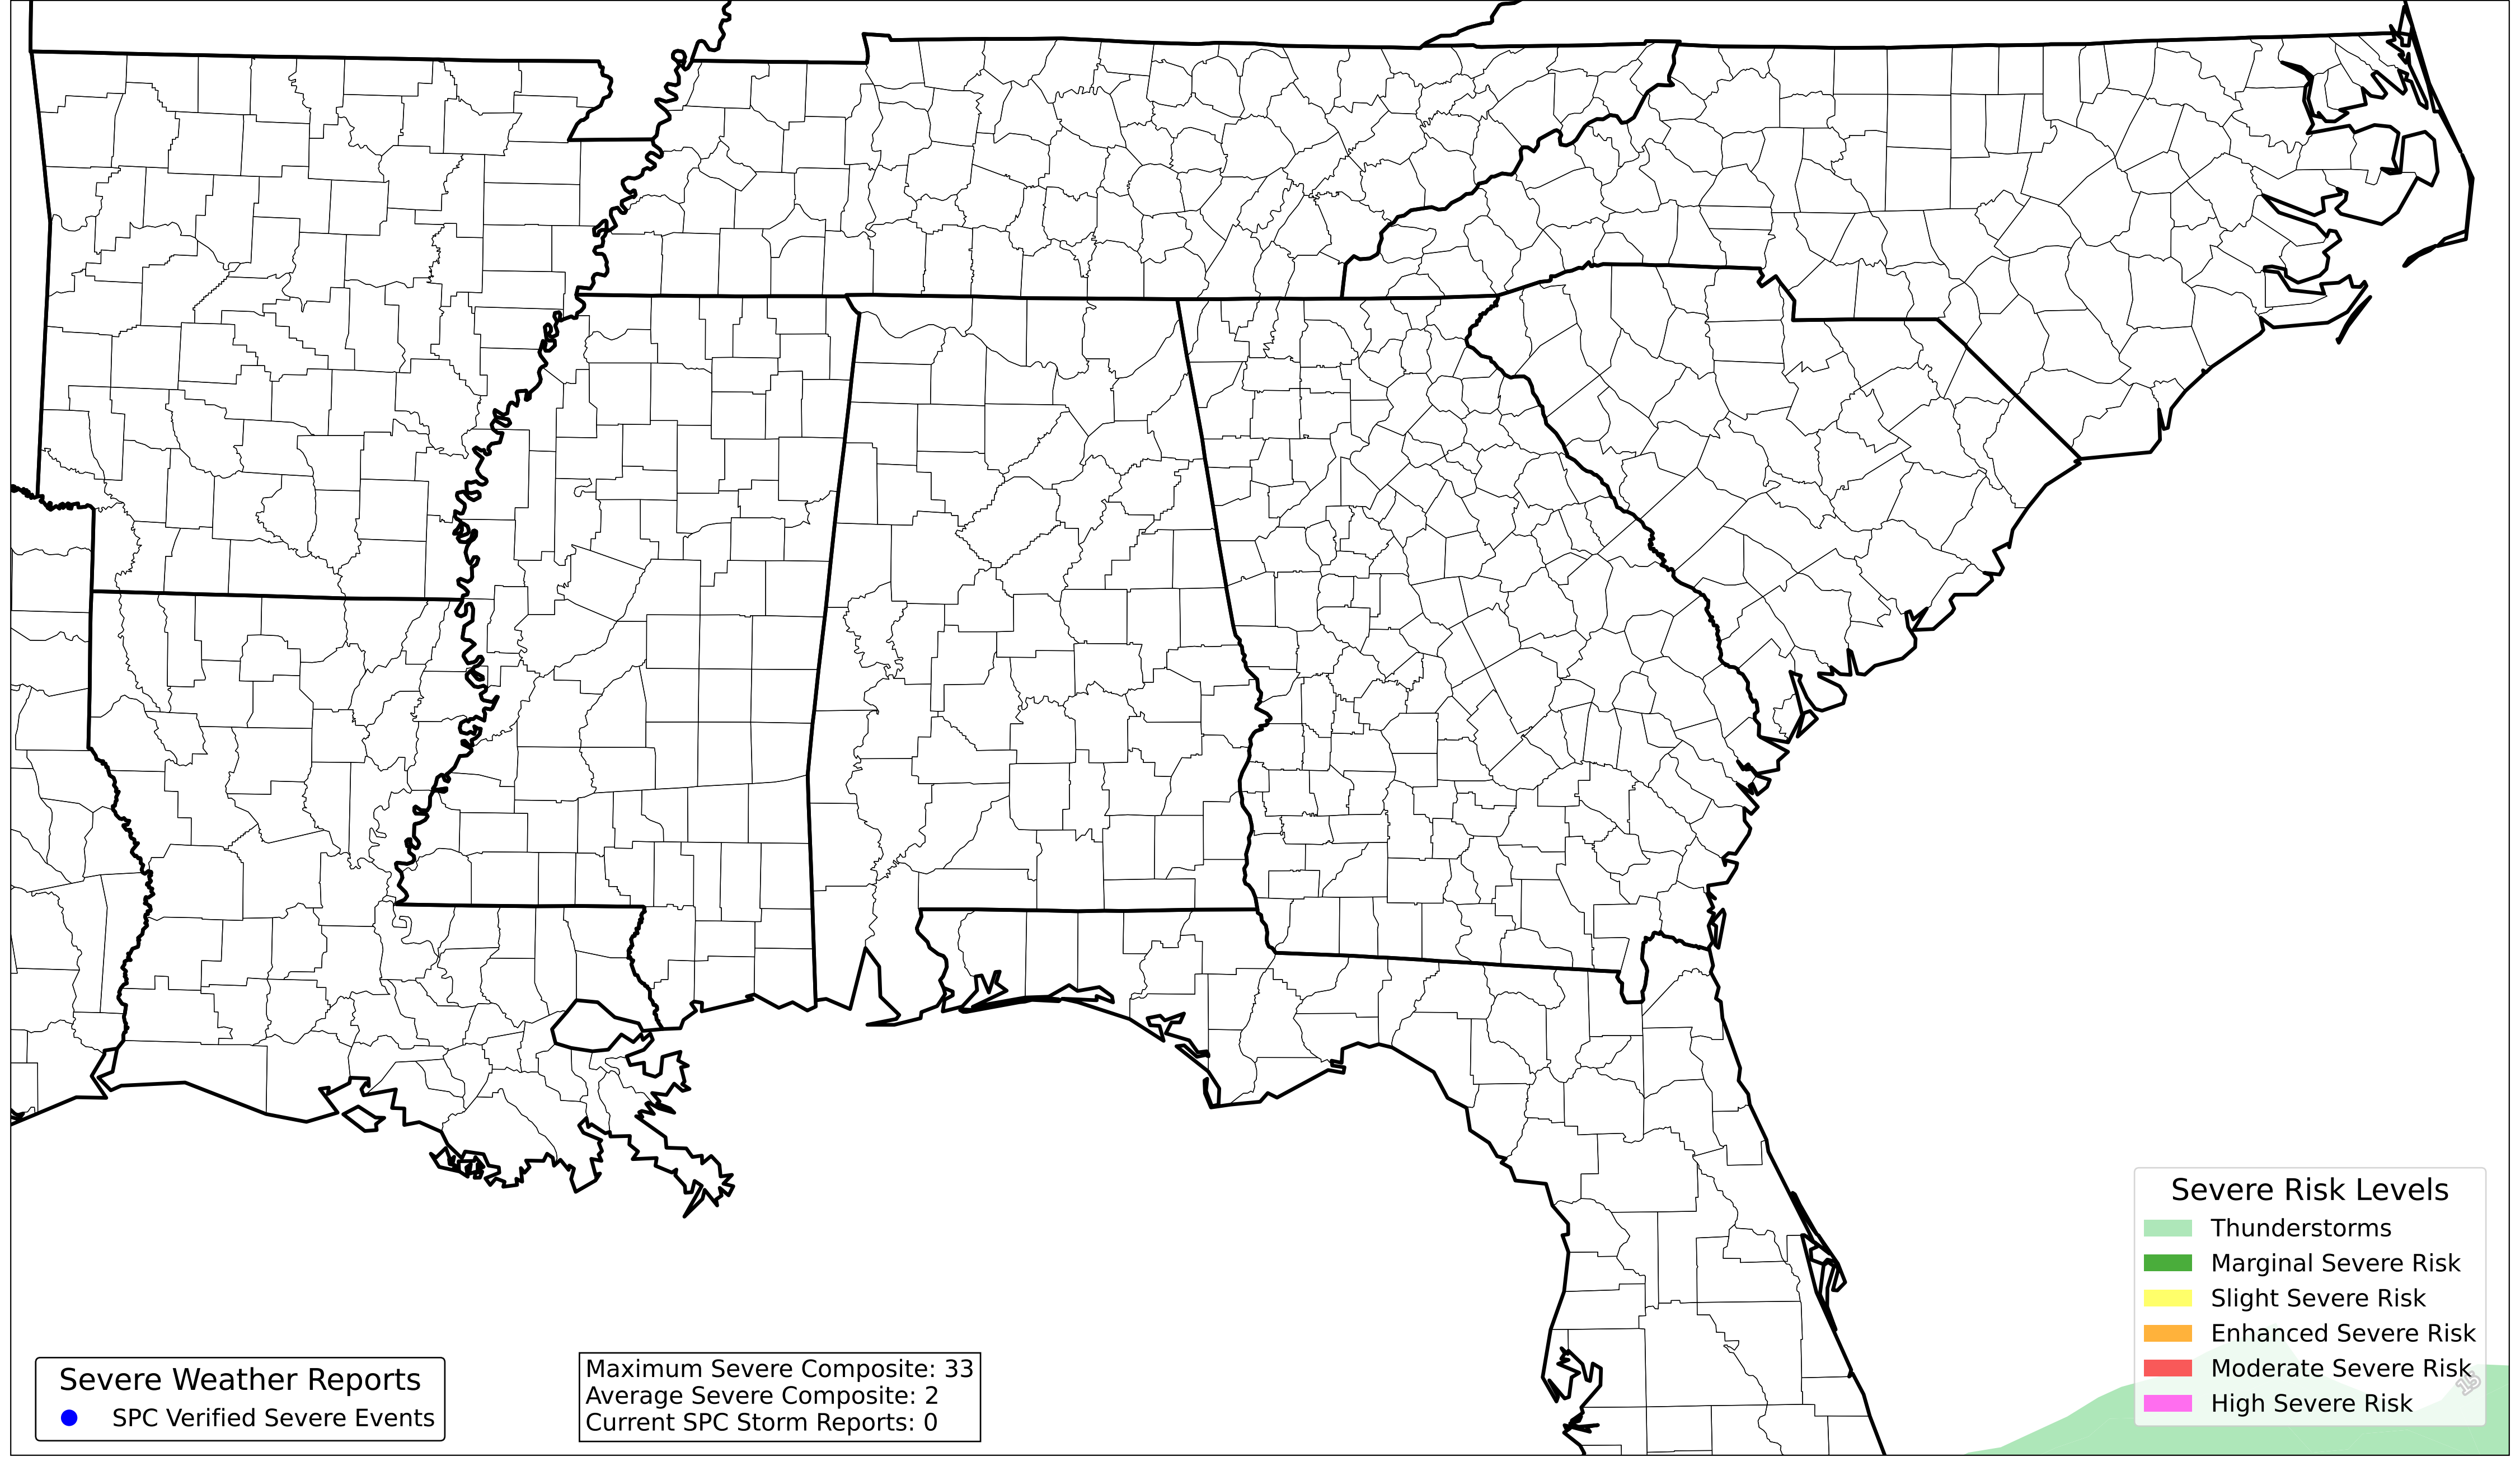 Severe Risk Levels
Thunderstorms
Marginal Severe Risk
Slight Severe Risk
Enhanced Severe Risk
Moderate Severe Risk
High Severe Risk
15
Severe Weather Reports
SPC Verified Severe Events
Maximum Severe Composite: 33
Average Severe Composite: 2
Current SPC Storm Reports: 0